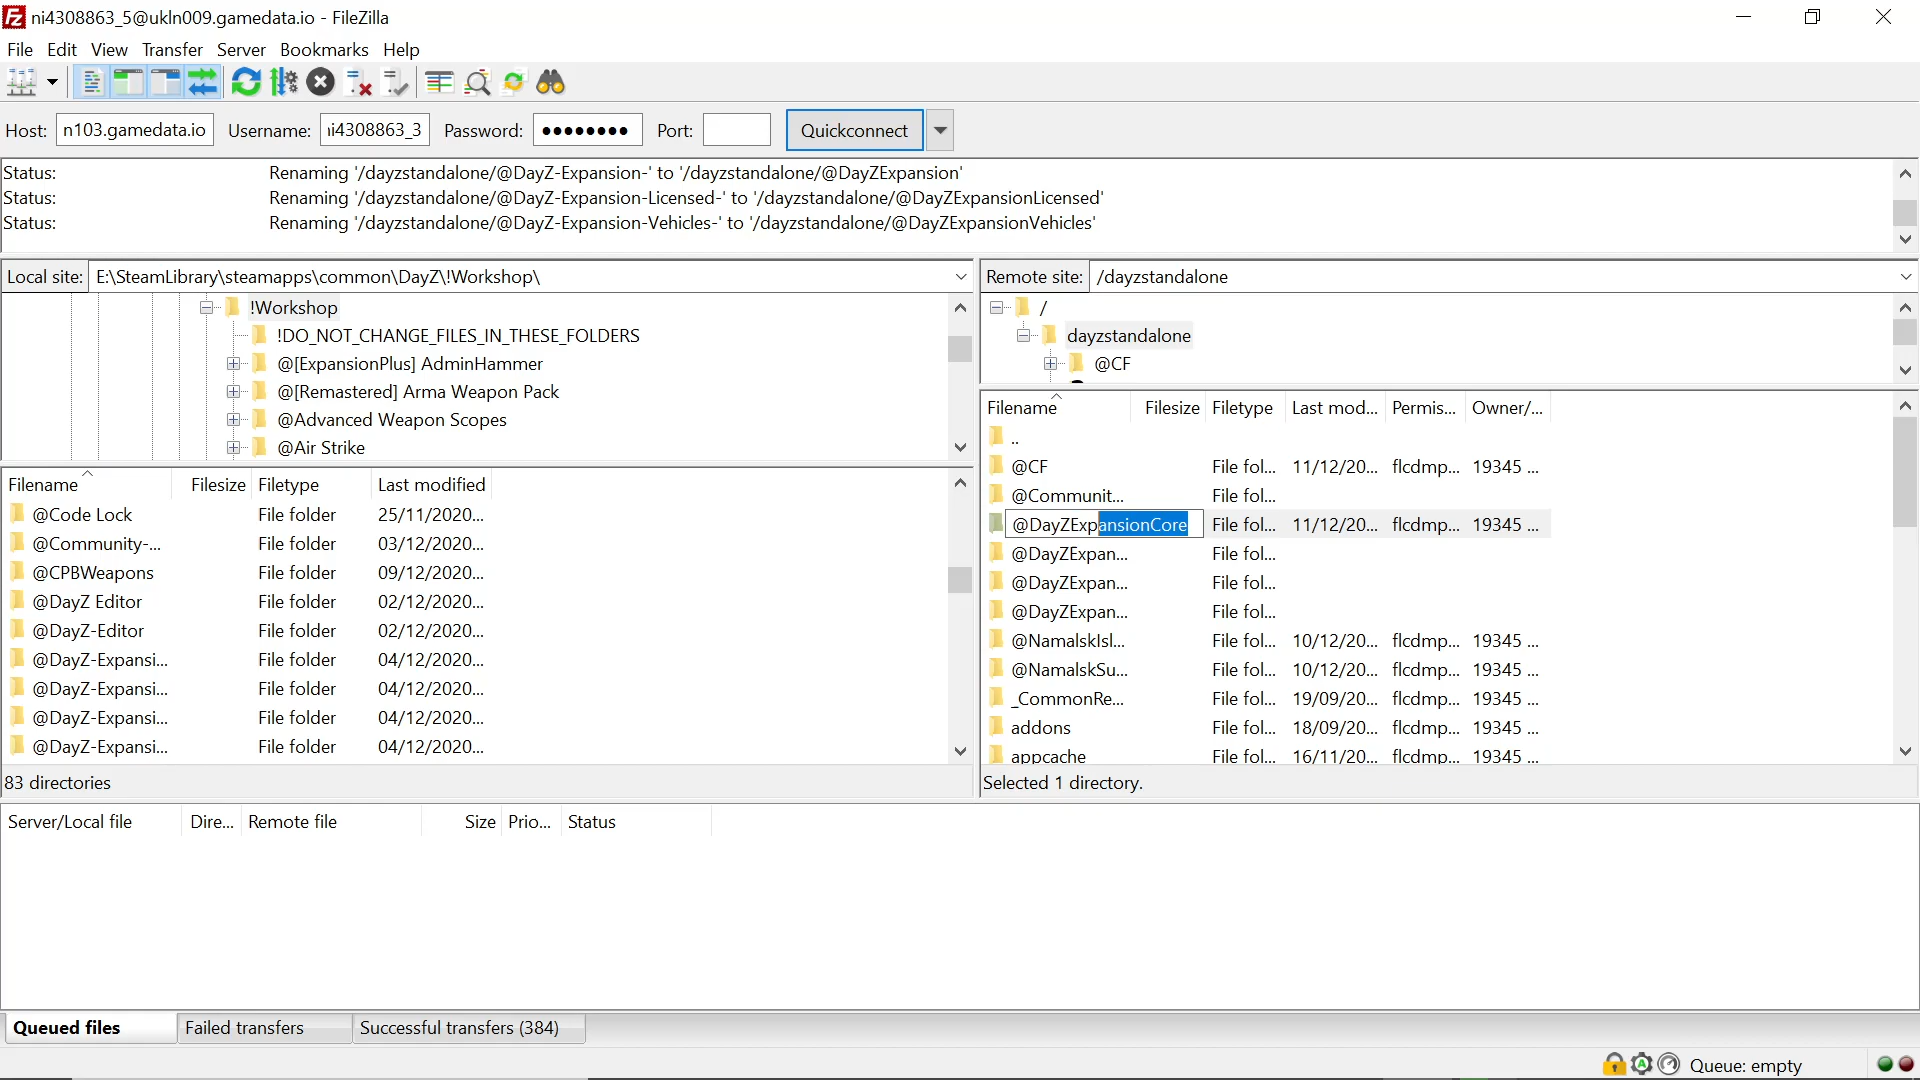 ni4308863_5@ukln009.gamedata.io - FileZilla
File Edit View Transfer Server Bookmarks Help
Host: n103.gamedata.io Username: ni4308863_3 Password: ●●●●●●●● Port: Quickconnect
Status: Renaming '/dayzstandalone/@DayZ-Expansion-' to '/dayzstandalone/@DayZExpansion'
Status: Renaming '/dayzstandalone/@DayZ-Expansion-Licensed-' to '/dayzstandalone/@DayZExpansionLicensed'
Status: Renaming '/dayzstandalone/@DayZ-Expansion-Vehicles-' to '/dayzstandalone/@DayZExpansionVehicles'
Local site: E:\SteamLibrary\steamapps\common\DayZ\!Workshop\
!Workshop
!DO_NOT_CHANGE_FILES_IN_THESE_FOLDERS
@[ExpansionPlus] AdminHammer
@[Remastered] Arma Weapon Pack
@Advanced Weapon Scopes
@Air Strike
Filename Filesize Filetype Last modified
@Code Lock File folder 25/11/2020...
@Community-... File folder 03/12/2020...
@CPBWeapons File folder 09/12/2020...
@DayZ Editor File folder 02/12/2020...
@DayZ-Editor File folder 02/12/2020...
@DayZ-Expansi... File folder 04/12/2020...
@DayZ-Expansi... File folder 04/12/2020...
@DayZ-Expansi... File folder 04/12/2020...
@DayZ-Expansi... File folder 04/12/2020...
83 directories
Remote site: /dayzstandalone
/
dayzstandalone
@CF
Filename Filesize Filetype Last mod... Permis... Owner/...
..
@CF File fol... 11/12/20... flcdmp... 19345 ...
@Communit... File fol...
@DayZExpansionCore File fol... 11/12/20... flcdmp... 19345 ...
@DayZExpan... File fol...
@DayZExpan... File fol...
@DayZExpan... File fol...
@NamalskIsl... File fol... 10/12/20... flcdmp... 19345 ...
@NamalskSu... File fol... 10/12/20... flcdmp... 19345 ...
_CommonRe... File fol... 19/09/20... flcdmp... 19345 ...
addons File fol... 18/09/20... flcdmp... 19345 ...
appcache File fol... 16/11/20... flcdmp... 19345 ...
Selected 1 directory.
Server/Local file Dire... Remote file Size Prio... Status
Queued files Failed transfers Successful transfers (384)
Queue: empty